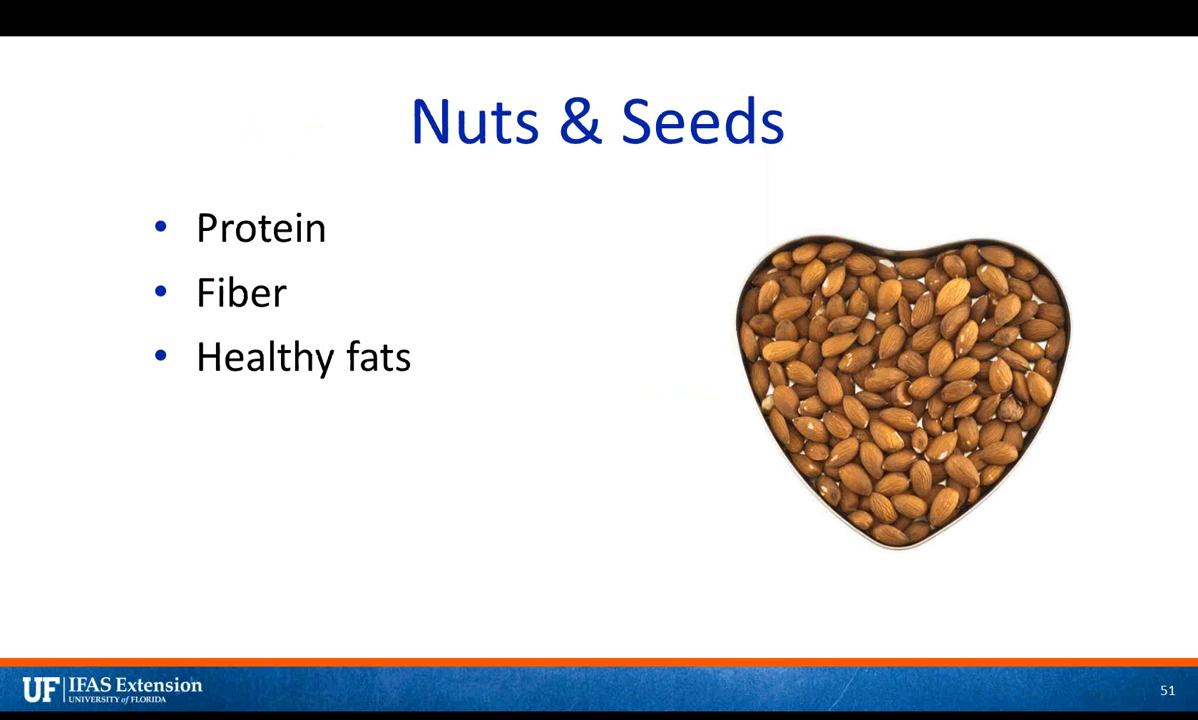 Nuts & Seeds
• Protein
• Fiber
• Healthy fats
UF IFAS Extension
UNIVERSITY of FLORIDA
51